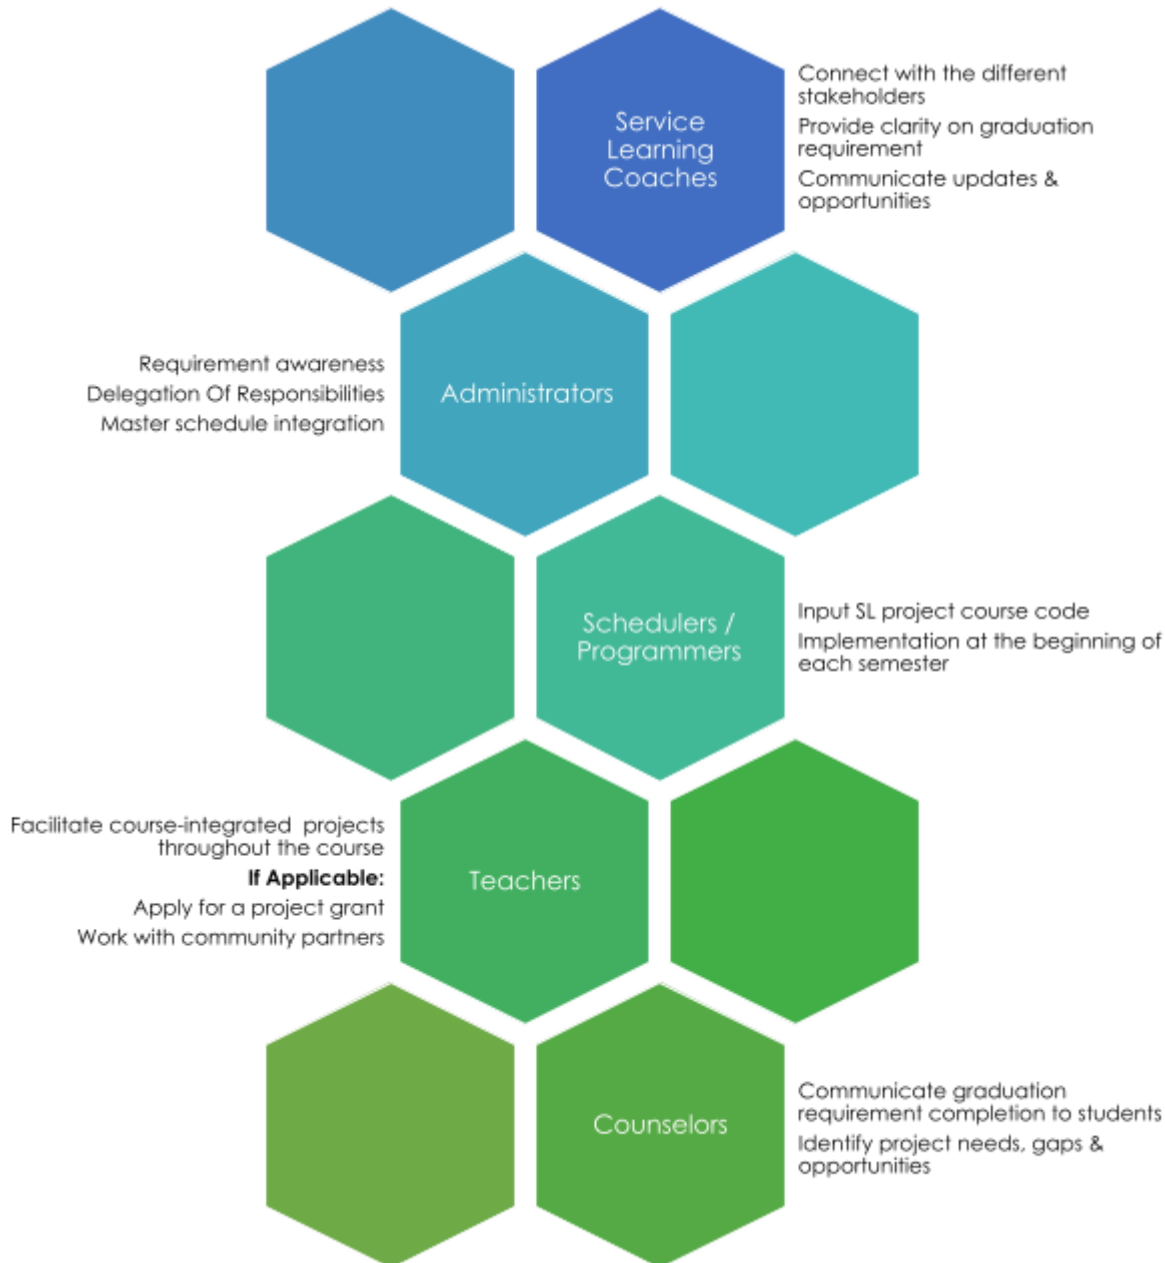 Service
Learning
Coaches
Connect with the different
stakeholders
Provide clarity on graduation
requirement
Communicate updates &
opportunities
Requirement awareness
Delegation Of Responsibilities
Master schedule integration
Administrators
Schedulers /
Programmers
Input SL project course code
Implementation at the beginning of
each semester
Facilitate course-integrated projects
throughout the course
If Applicable:
Apply for a project grant
Work with community partners
Teachers
Counselors
Communicate graduation
requirement completion to students
Identify project needs, gaps &
opportunities